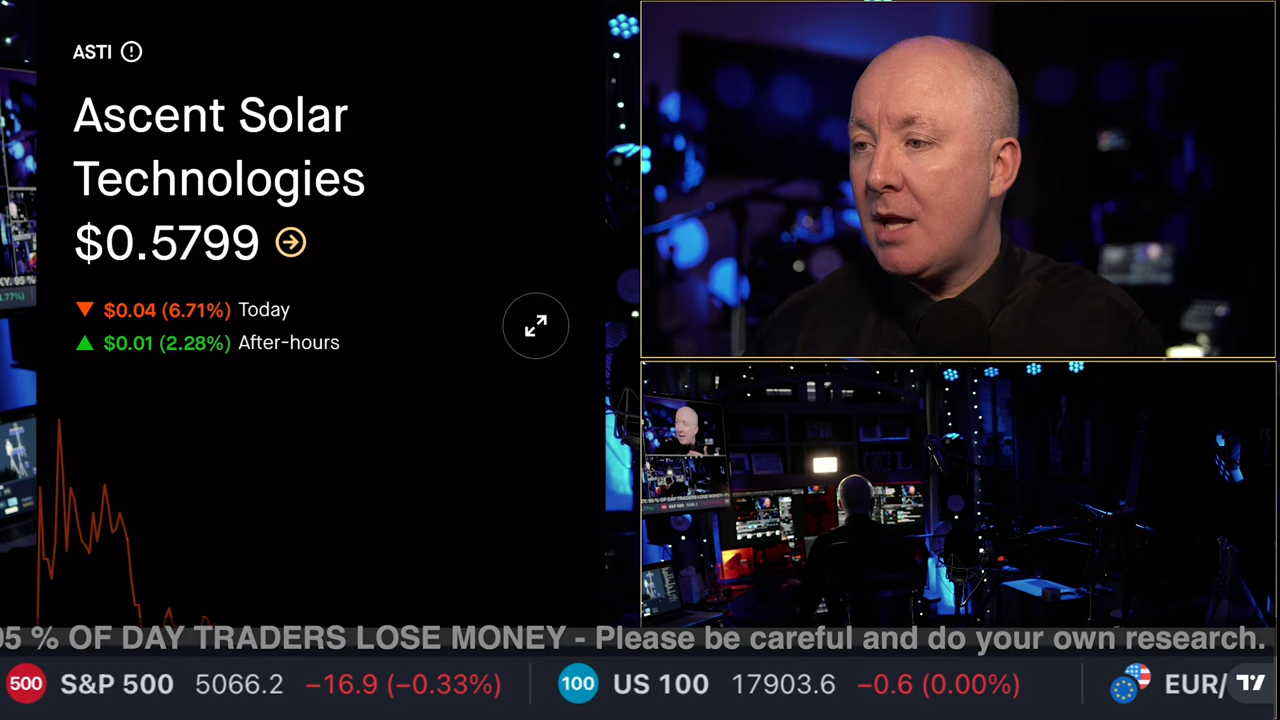 ASTI
Ascent Solar
Technologies
$0.5799
▼ $0.04 (6.71%) Today
▲ $0.01 (2.28%) After-hours
% OF DAY TRADERS LOSE MONEY - Please be careful and do your own research.
500 S&P 500 5066.2 −16.9 (−0.33%) 100 US 100 17903.6 −0.6 (0.00%) EUR/